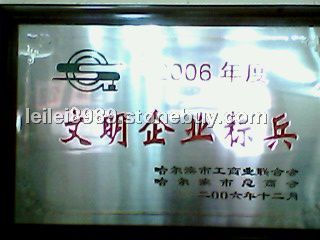 2006年度
leilei8989.stonebuy.com
文明企业标兵
哈尔滨市工商业联合会
哈尔滨市总商会
二00六年十二月